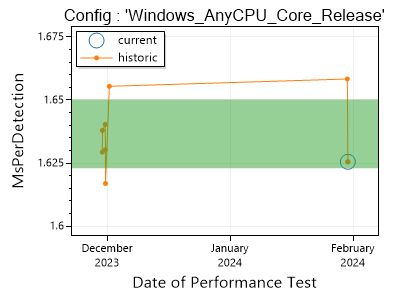 Config : 'Windows_AnyCPU_Core_Release'
current
historic
1.675
1.65
1.625
1.6
MsPerDetection
December
2023
January
2024
February
2024
Date of Performance Test